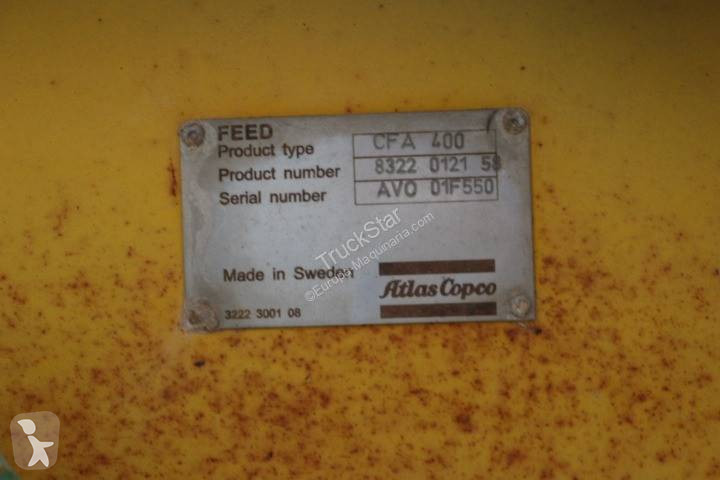 FEED
Product type CFA 400
Product number 8322 0121 58
Serial number AVO 01F550
Made in Sweden
Atlas Copco
3222 3001 08
TruckStar
©Europa Maquinaria.com